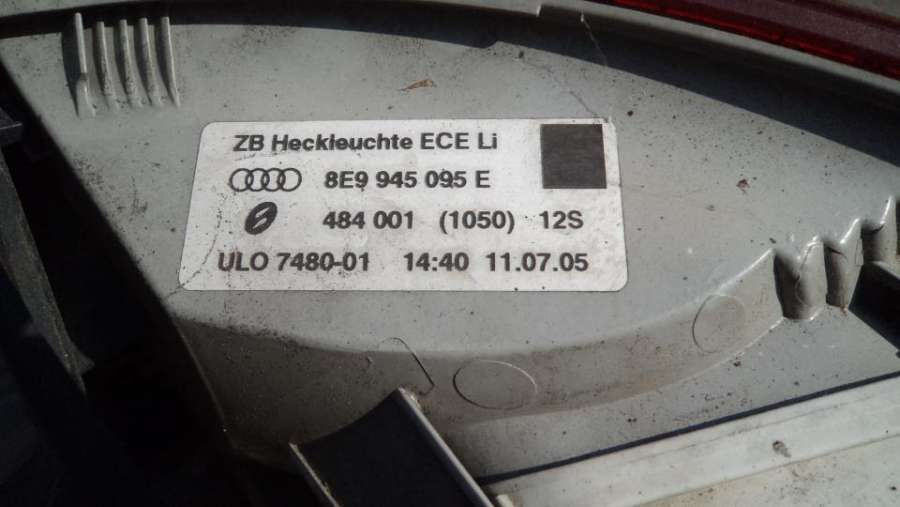 ZB Heckleuchte ECE Li
8E9 945 095 E
484 001 (1050) 12S
ULO 7480-01 14:40 11.07.05